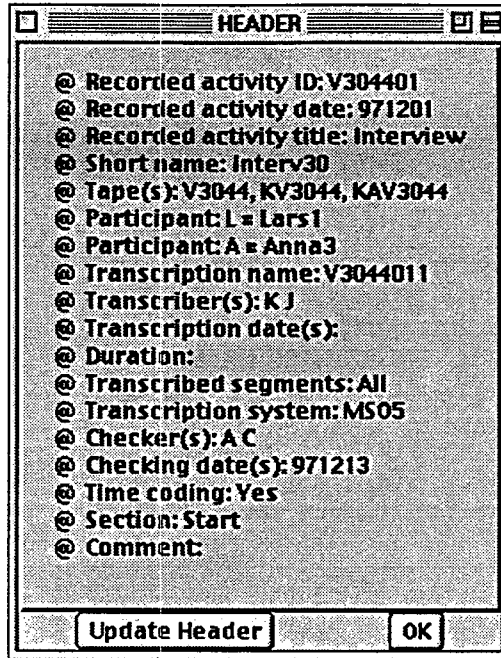 HEADER
@ Recorded activity ID: V304401
@ Recorded activity date: 971201
@ Recorded activity title: Interview
@ Short name: Interv30
@ Tape(s): V3044, KV3044, KAV3044
@ Participant: L = Lars1
@ Participant: A = Anna3
@ Transcription name: V3044011
@ Transcriber(s): K J
@ Transcription date(s):
@ Duration:
@ Transcribed segments: All
@ Transcription system: MSO5
@ Checker(s): A C
@ Checking date(s): 971213
@ Time coding: Yes
@ Section: Start
@ Comment:
Update Header OK